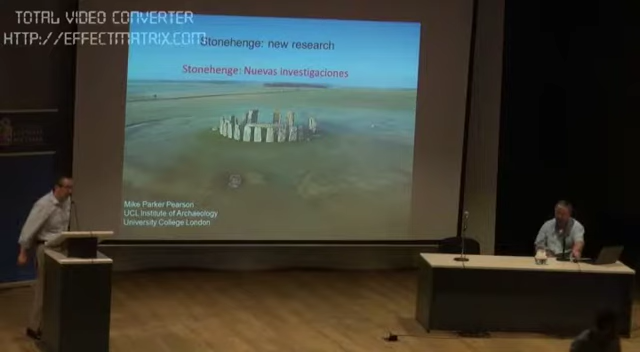 TOTAL VIDEO CONVERTER
HTTP://EFFECTMATRIX.COM
Stonehenge: new research
Stonehenge: Nuevas investigaciones
Mike Parker Pearson
UCL Institute of Archaeology
University College London